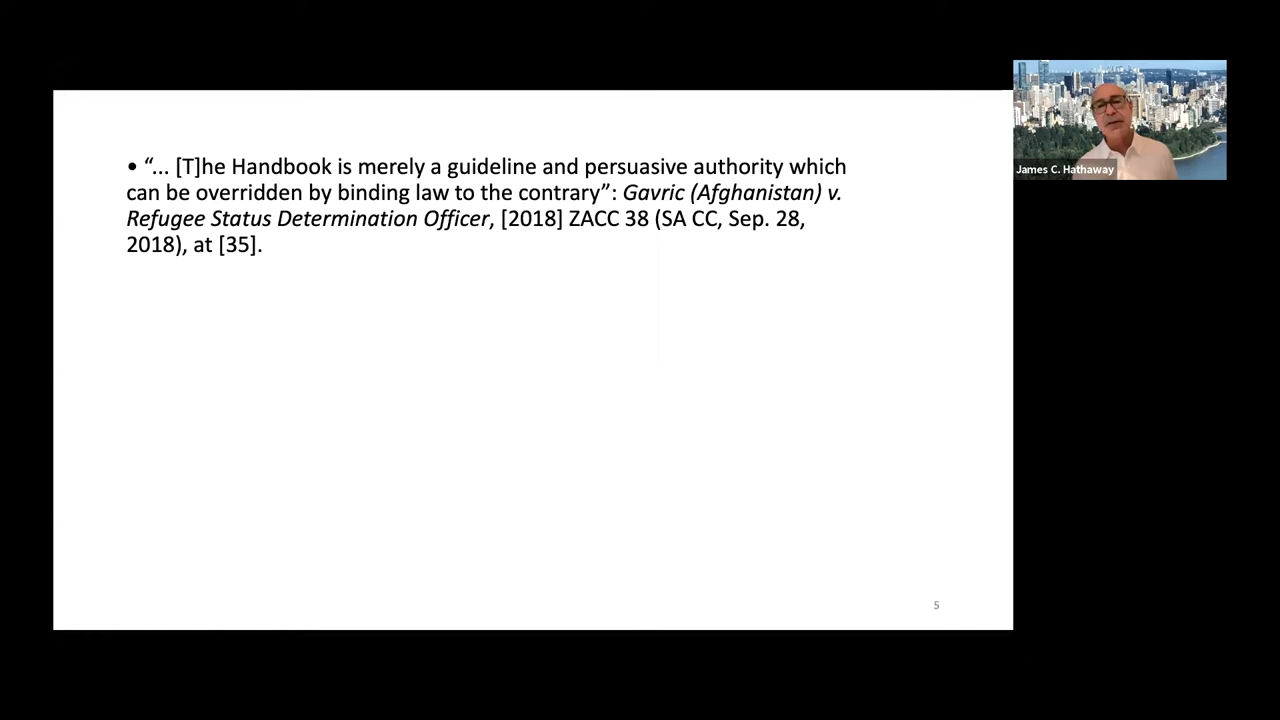 • “... [T]he Handbook is merely a guideline and persuasive authority which
can be overridden by binding law to the contrary”: Gavric (Afghanistan) v.
Refugee Status Determination Officer, [2018] ZACC 38 (SA CC, Sep. 28,
2018), at [35].
James C. Hathaway
5